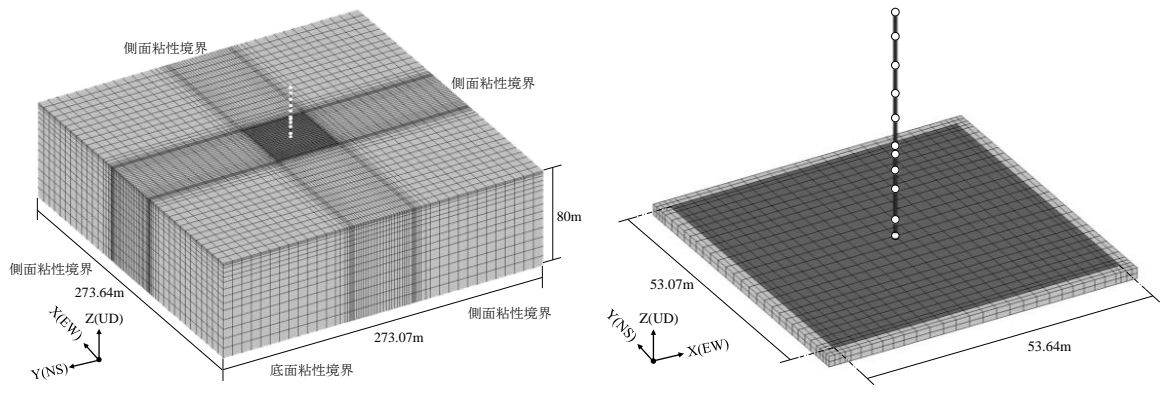 側面粘性境界
側面粘性境界
80m
側面粘性境界
273.64m
側面粘性境界
273.07m
X(EW)
Z(UD)
Y(NS)
底面粘性境界
53.07m
53.64m
Y(NS)
Z(UD)
X(EW)